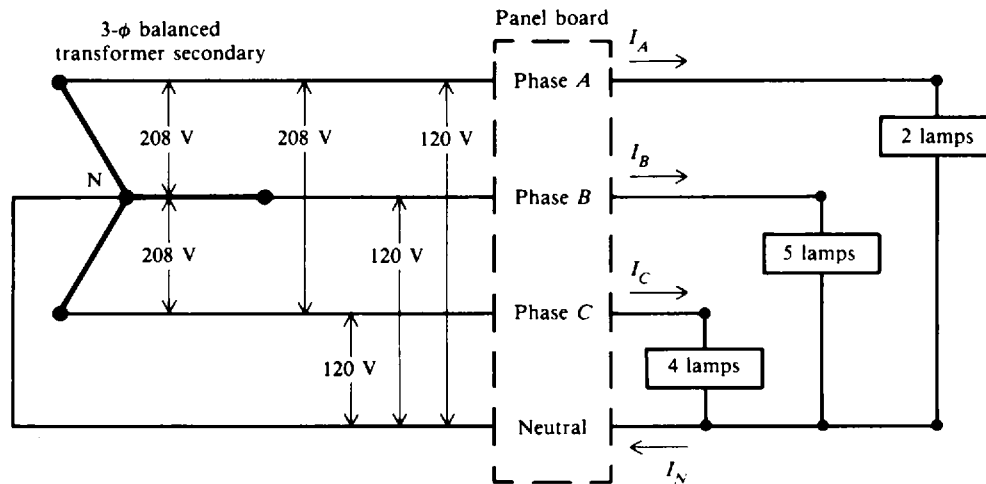 3-ϕ balanced
transformer secondary
Panel board
Phase A
I_A
208 V
208 V
120 V
2 lamps
N
Phase B
I_B
208 V
120 V
5 lamps
Phase C
I_C
120 V
4 lamps
Neutral
I_N